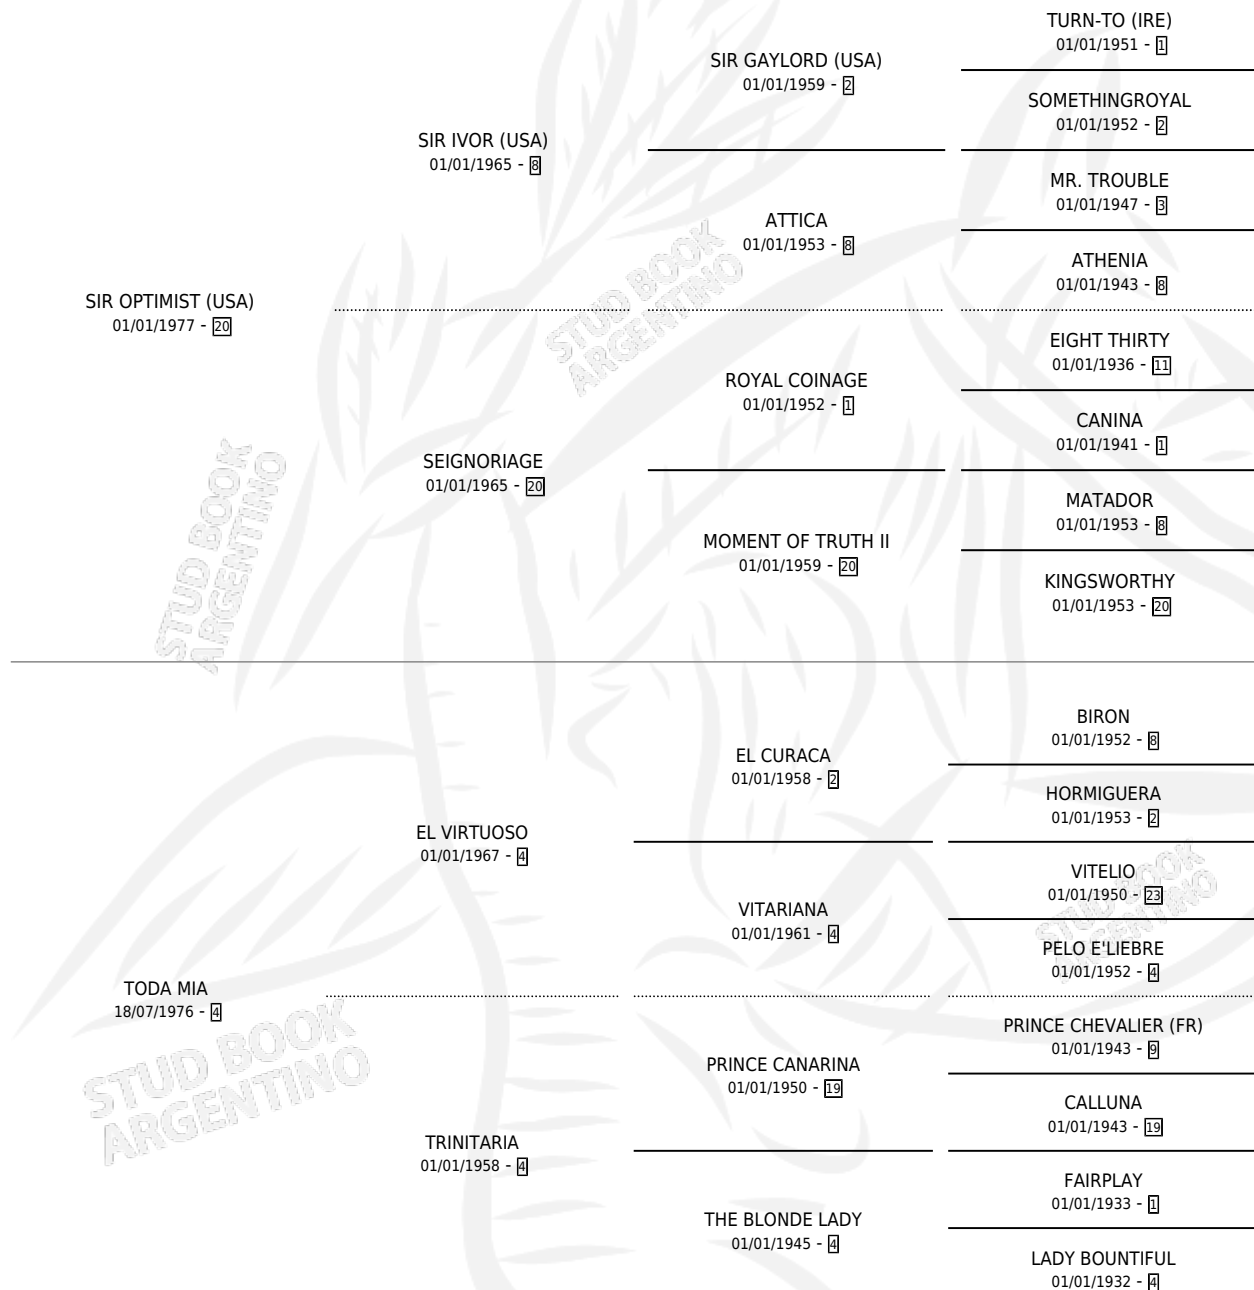 TURN-TO (IRE)
01/01/1951 - 1
SIR GAYLORD (USA)
01/01/1959 - 2
SOMETHINGROYAL
01/01/1952 - 2
SIR IVOR (USA)
01/01/1965 - 8
MR. TROUBLE
01/01/1947 - 3
ATTICA
01/01/1953 - 8
ATHENIA
01/01/1943 - 8
SIR OPTIMIST (USA)
01/01/1977 - 20
EIGHT THIRTY
01/01/1936 - 11
ROYAL COINAGE
01/01/1952 - 1
CANINA
01/01/1941 - 1
SEIGNORIAGE
01/01/1965 - 20
MATADOR
01/01/1953 - 8
MOMENT OF TRUTH II
01/01/1959 - 20
KINGSWORTHY
01/01/1953 - 20
BIRON
01/01/1952 - 8
EL CURACA
01/01/1958 - 2
HORMIGUERA
01/01/1953 - 2
EL VIRTUOSO
01/01/1967 - 4
VITELIO
01/01/1950 - 23
VITARIANA
01/01/1961 - 4
PELO E'LIEBRE
01/01/1952 - 4
TODA MIA
18/07/1976 - 4
PRINCE CHEVALIER (FR)
01/01/1943 - 9
PRINCE CANARINA
01/01/1950 - 19
CALLUNA
01/01/1943 - 19
TRINITARIA
01/01/1958 - 4
FAIRPLAY
01/01/1933 - 1
THE BLONDE LADY
01/01/1945 - 4
LADY BOUNTIFUL
01/01/1932 - 4
STUD BOOK
ARGENTINO
STUD BOOK
ARGENTINO
STUD BOOK
ARGENTINO
STUD BOOK
ARGENTINO